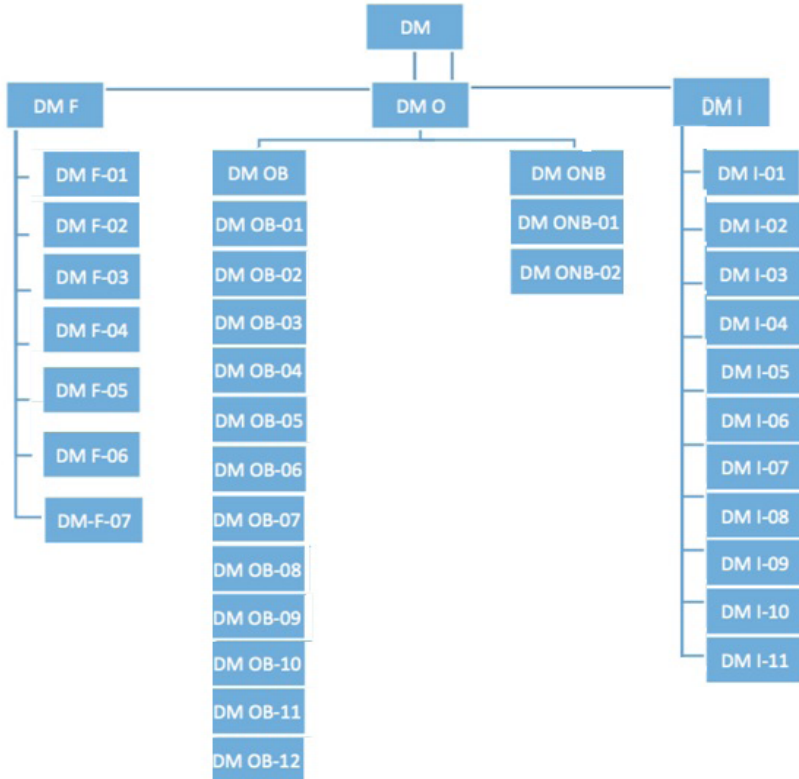 DM
DM F
DM O
DM I
DM F-01
DM F-02
DM F-03
DM F-04
DM F-05
DM F-06
DM-F-07
DM OB
DM OB-01
DM OB-02
DM OB-03
DM OB-04
DM OB-05
DM OB-06
DM OB-07
DM OB-08
DM OB-09
DM OB-10
DM OB-11
DM OB-12
DM ONB
DM ONB-01
DM ONB-02
DM I-01
DM I-02
DM I-03
DM I-04
DM I-05
DM I-06
DM I-07
DM I-08
DM I-09
DM I-10
DM I-11